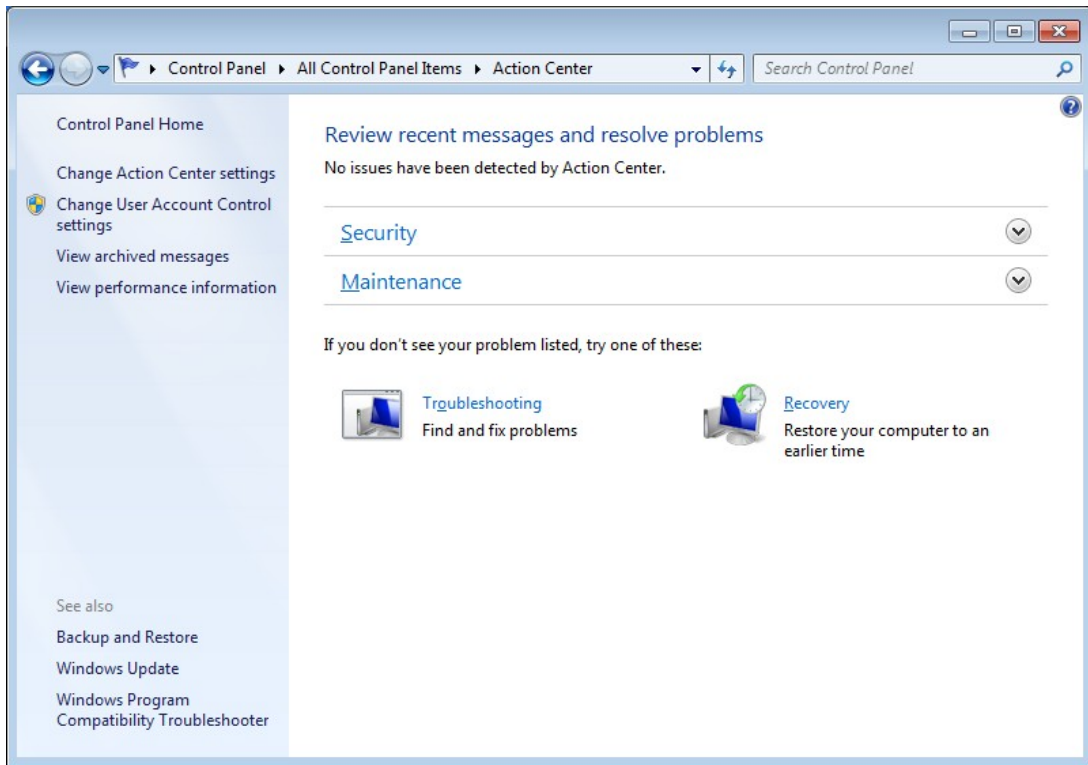 Control Panel All Control Panel Items Action Center
Search Control Panel
Control Panel Home
Change Action Center settings
Change User Account Control
settings
View archived messages
View performance information
See also
Backup and Restore
Windows Update
Windows Program
Compatibility Troubleshooter
Review recent messages and resolve problems
No issues have been detected by Action Center.
Security
Maintenance
If you don't see your problem listed, try one of these:
Troubleshooting
Find and fix problems
Recovery
Restore your computer to an
earlier time